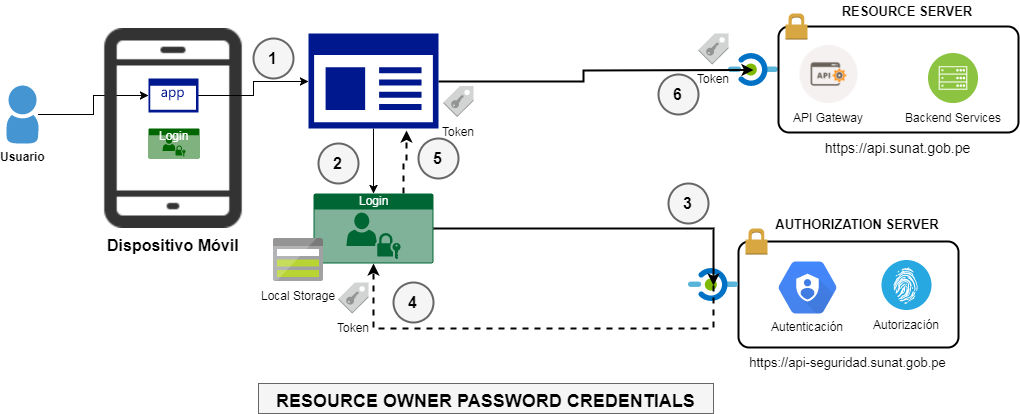 RESOURCE SERVER
1
app
Token
6
API
API Gateway
Backend Services
Token
Login
Usuario
https://api.sunat.gob.pe
2
5
Login
3
AUTHORIZATION SERVER
Dispositivo Móvil
Local Storage
4
Token
Autenticación
Autorización
https://api-seguridad.sunat.gob.pe
RESOURCE OWNER PASSWORD CREDENTIALS